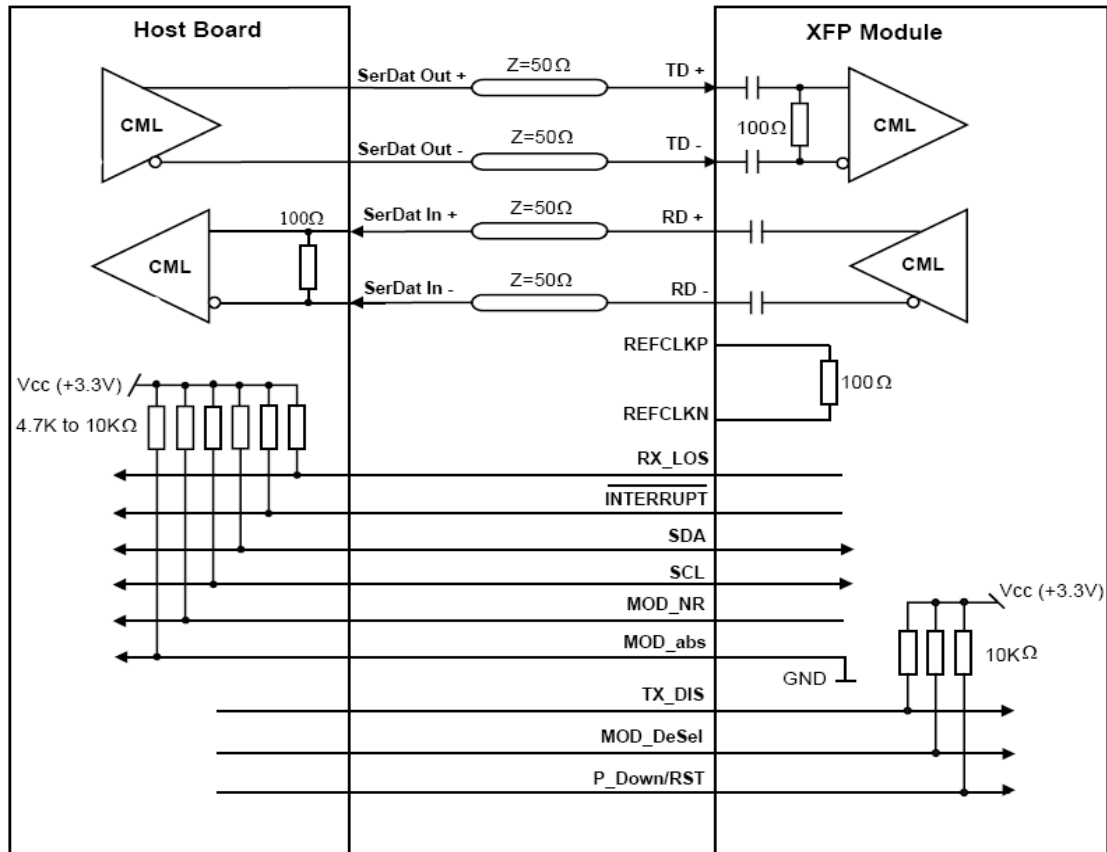 Host Board
XFP Module
SerDat Out +
Z=50Ω
TD +
CML
100Ω
CML
SerDat Out -
Z=50Ω
TD -
100Ω
SerDat In +
Z=50Ω
RD +
CML
CML
SerDat In -
Z=50Ω
RD -
REFCLKP
100Ω
REFCLKN
Vcc (+3.3V)
4.7K to 10KΩ
RX_LOS
INTERRUPT
SDA
SCL
MOD_NR
MOD_abs
Vcc (+3.3V)
10KΩ
GND
TX_DIS
MOD_DeSel
P_Down/RST